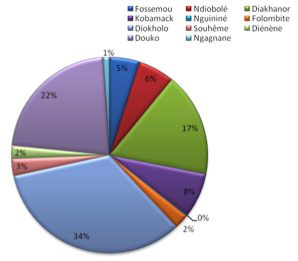 Fossemou Ndiobolé Diakhanor
Kobamack Nguininé Folombite
Diokholo Souhême Diénène
Douko Ngagnane
1%
5%
6%
22%
17%
2%
8%
3%
0%
2%
34%